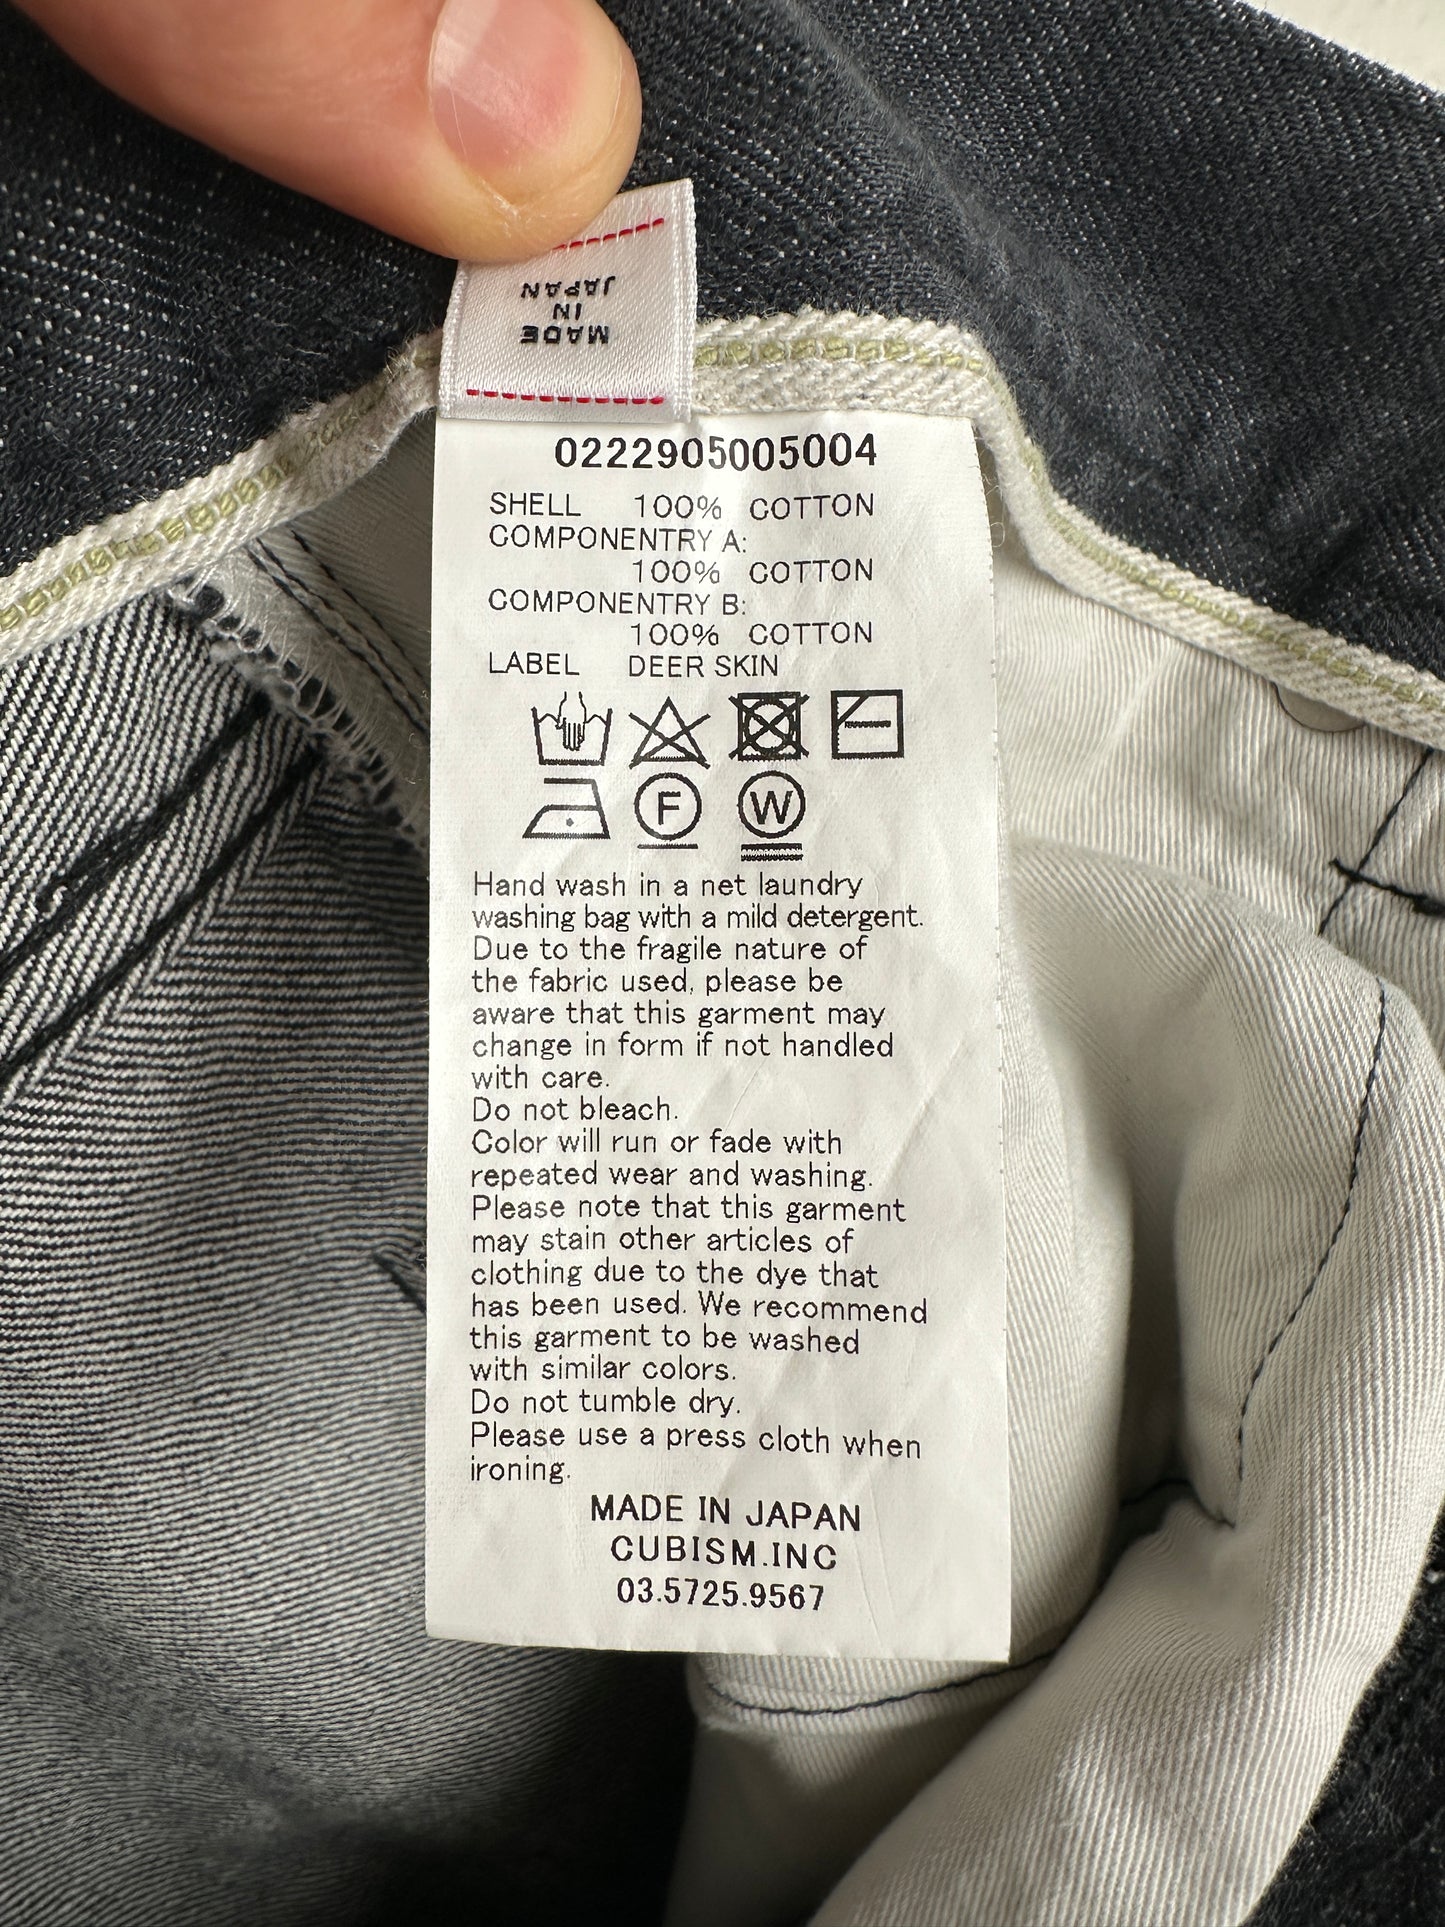 MADE
IN
JAPAN
0222905005004
SHELL 100% COTTON
COMPONENTRY A:
100% COTTON
COMPONENTRY B:
100% COTTON
LABEL DEER SKIN
F W
Hand wash in a net laundry
washing bag with a mild detergent.
Due to the fragile nature of
the fabric used, please be
aware that this garment may
change in form if not handled
with care.
Do not bleach.
Color will run or fade with
repeated wear and washing.
Please note that this garment
may stain other articles of
clothing due to the dye that
has been used. We recommend
this garment to be washed
with similar colors.
Do not tumble dry.
Please use a press cloth when
ironing.
MADE IN JAPAN
CUBISM.INC
03.5725.9567